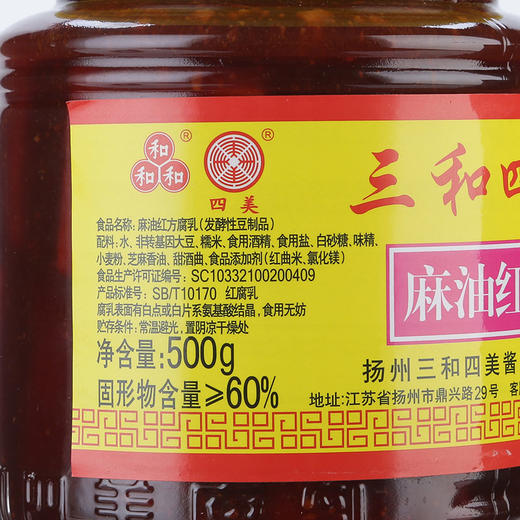 和
和 和
®
®
四美
三和四
食品名称: 麻油红方腐乳(发酵性豆制品)
配料: 水、非转基因大豆、糯米、食用酒精、食用盐、白砂糖、味精、
小麦粉、芝麻香油、甜酒曲、食品添加剂(红曲米、氯化镁)
食品生产许可证编号: SC10332100200409
产品标准号: SB/T10170 红腐乳
腐乳表面有白点或白片系氨基酸结晶,食用无妨
贮存条件: 常温避光,置阴凉干燥处
净含量:500g
固形物含量≥60%
麻油红
扬州三和四美酱
地址:江苏省扬州市鼎兴路29号 客